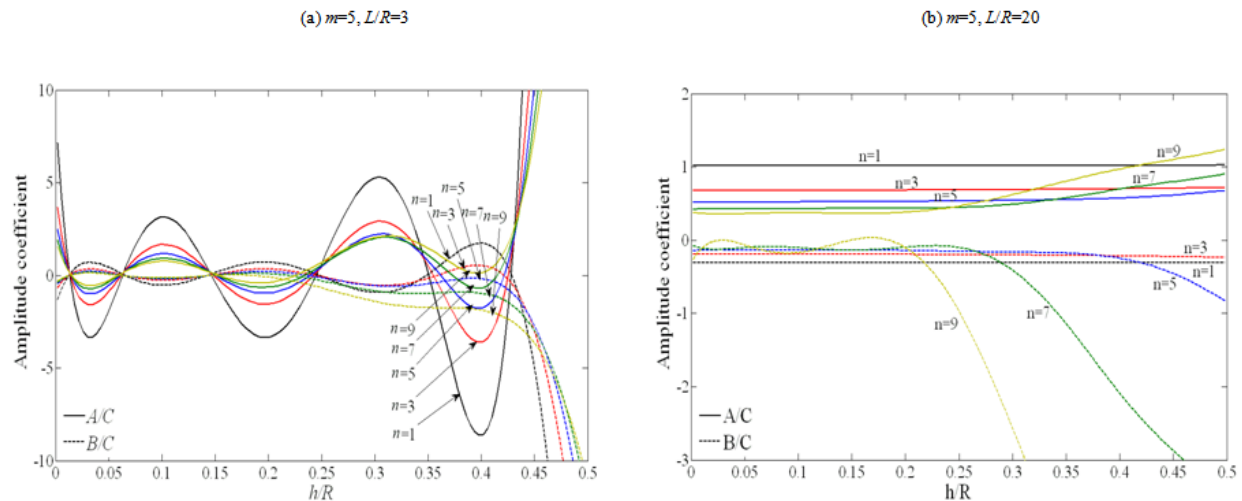 (a) m=5, L/R=3
Amplitude coefficient
10
5
0
-5
-10
n=1
n=3
n=5
n=7
n=9
n=9
n=7
n=5
n=3
n=1
A/C
B/C
0
0.05
0.1
0.15
0.2
0.25
0.3
0.35
0.4
0.45
0.5
h/R
(b) m=5, L/R=20
Amplitude coefficient
2
1
0
-1
-2
-3
n=1
n=3
n=5
n=7
n=9
n=3
n=1
n=5
n=7
n=9
A/C
B/C
0
0.05
0.1
0.15
0.2
0.25
0.3
0.35
0.4
0.45
0.5
h/R